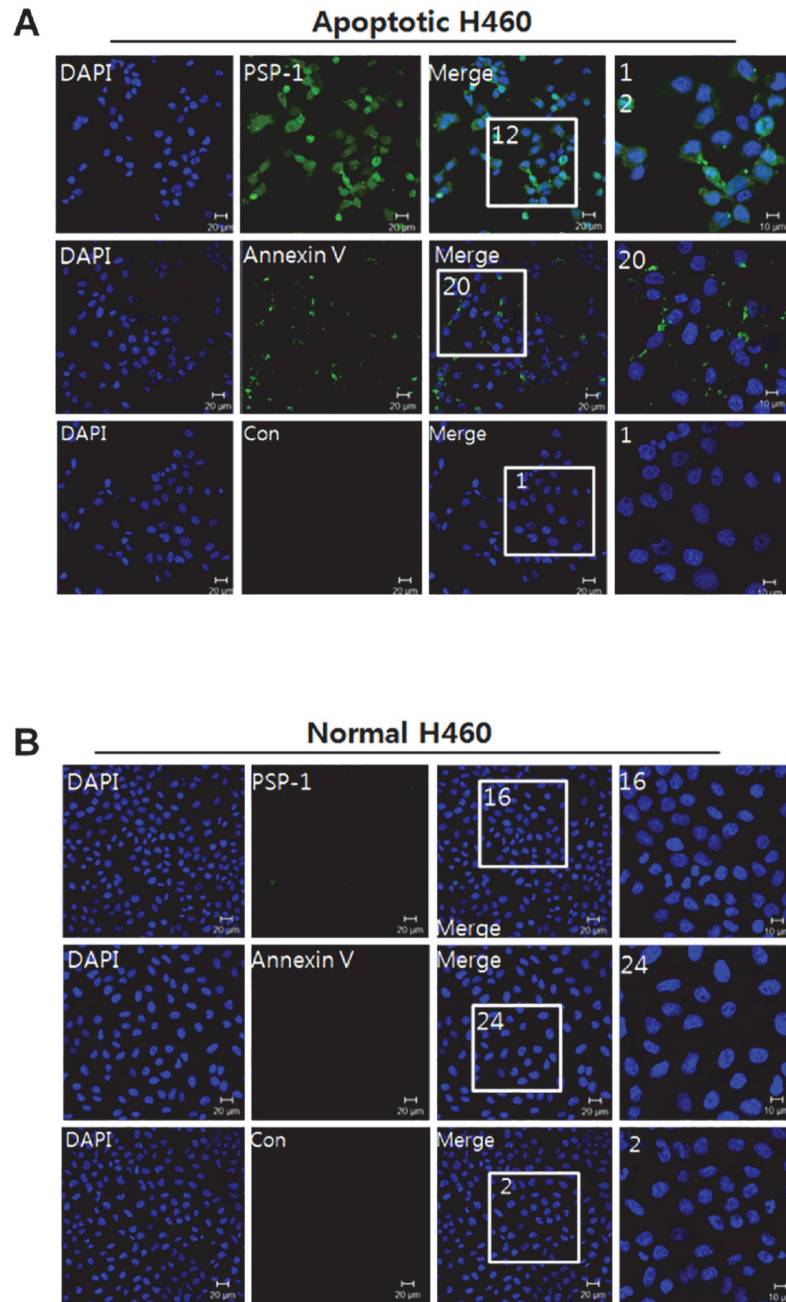 A
Apoptotic H460
DAPI
PSP-1
Merge
12
1
2
20 µm
20 µm
20 µm
10 µm
DAPI
Annexin V
Merge
20
20
20 µm
20 µm
20 µm
10 µm
DAPI
Con
Merge
1
1
20 µm
20 µm
20 µm
10 µm
B
Normal H460
DAPI
PSP-1
16
16
20 µm
20 µm
Merge
20 µm
10 µm
DAPI
Annexin V
Merge
24
24
20 µm
20 µm
20 µm
10 µm
DAPI
Con
Merge
2
2
20 µm
20 µm
20 µm
10 µm